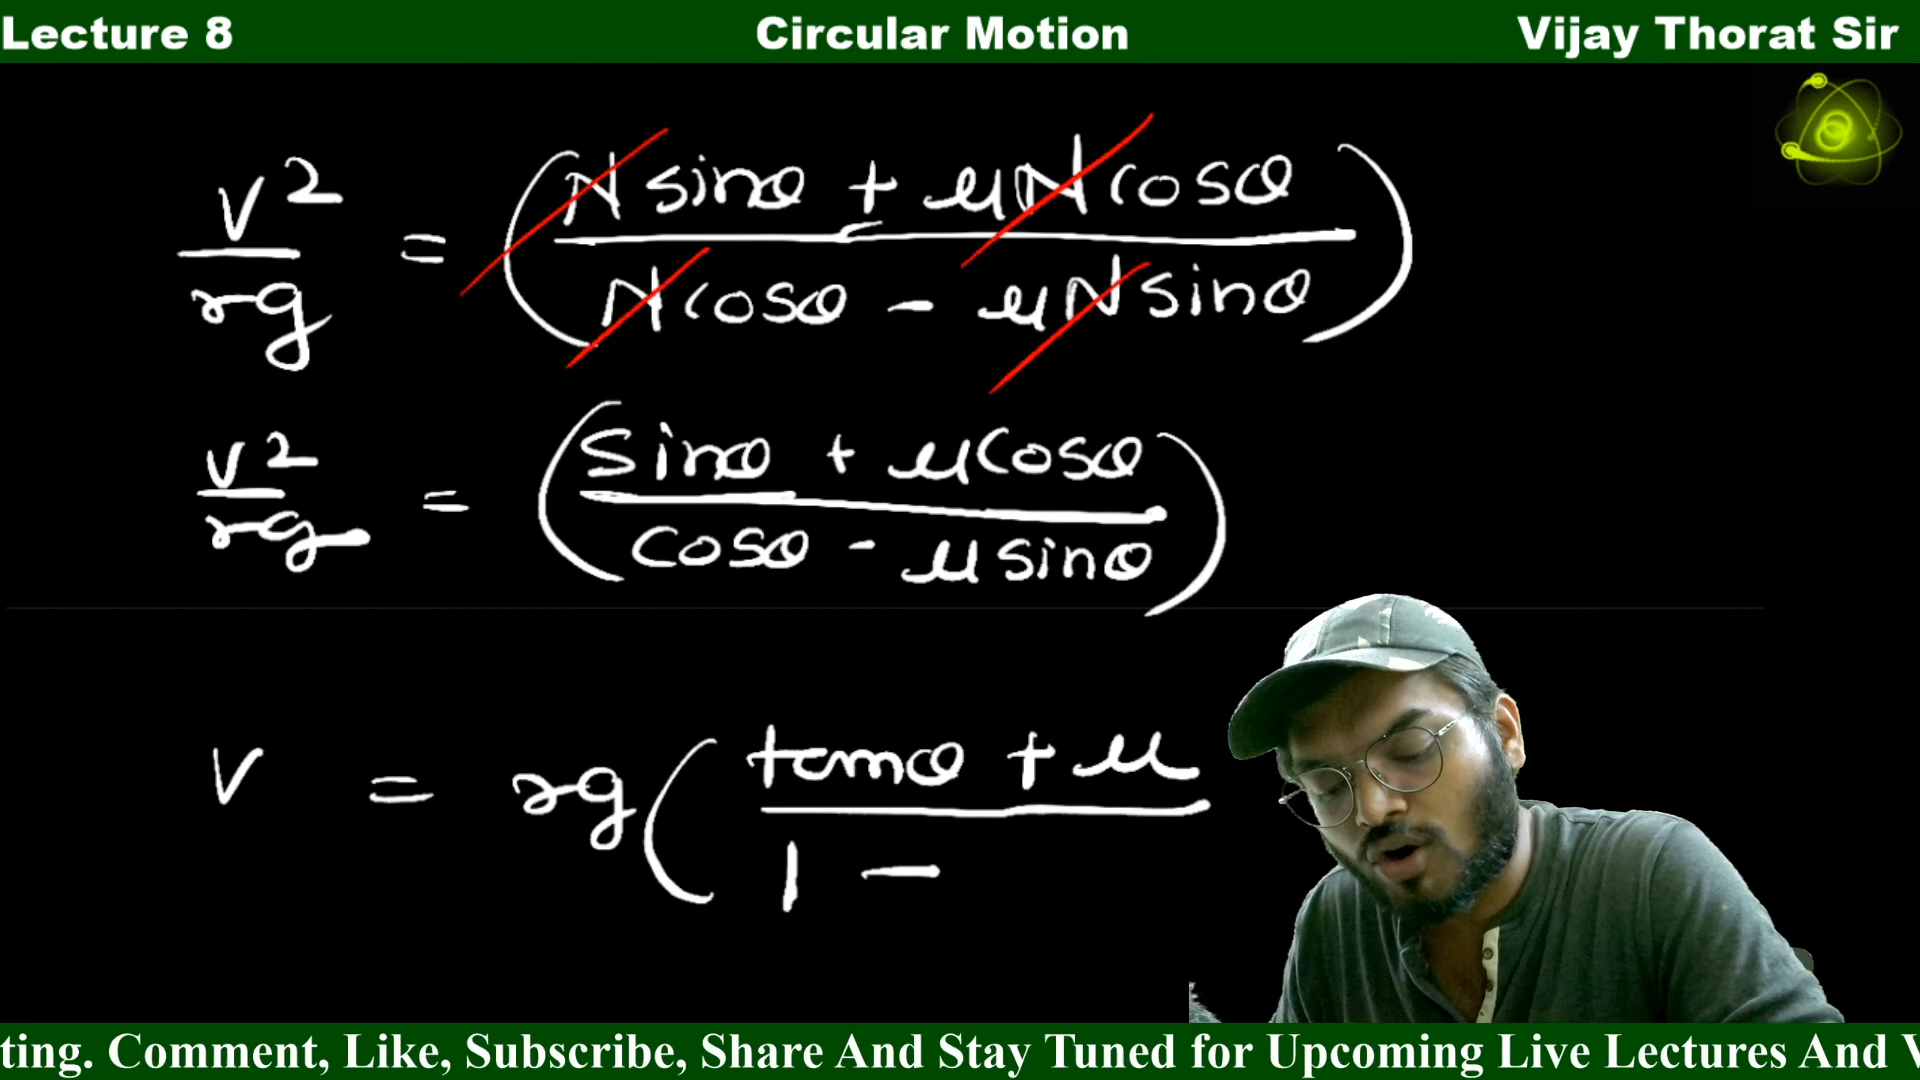 Lecture 8 Circular Motion Vijay Thorat Sir
v²/rg = (N sinθ + μN cosθ / N cosθ - μN sinθ)
v²/rg = (sinθ + μ cosθ / cosθ - μ sinθ)
v = rg ( tanθ + μ / 1 -
ting. Comment, Like, Subscribe, Share And Stay Tuned for Upcoming Live Lectures And V